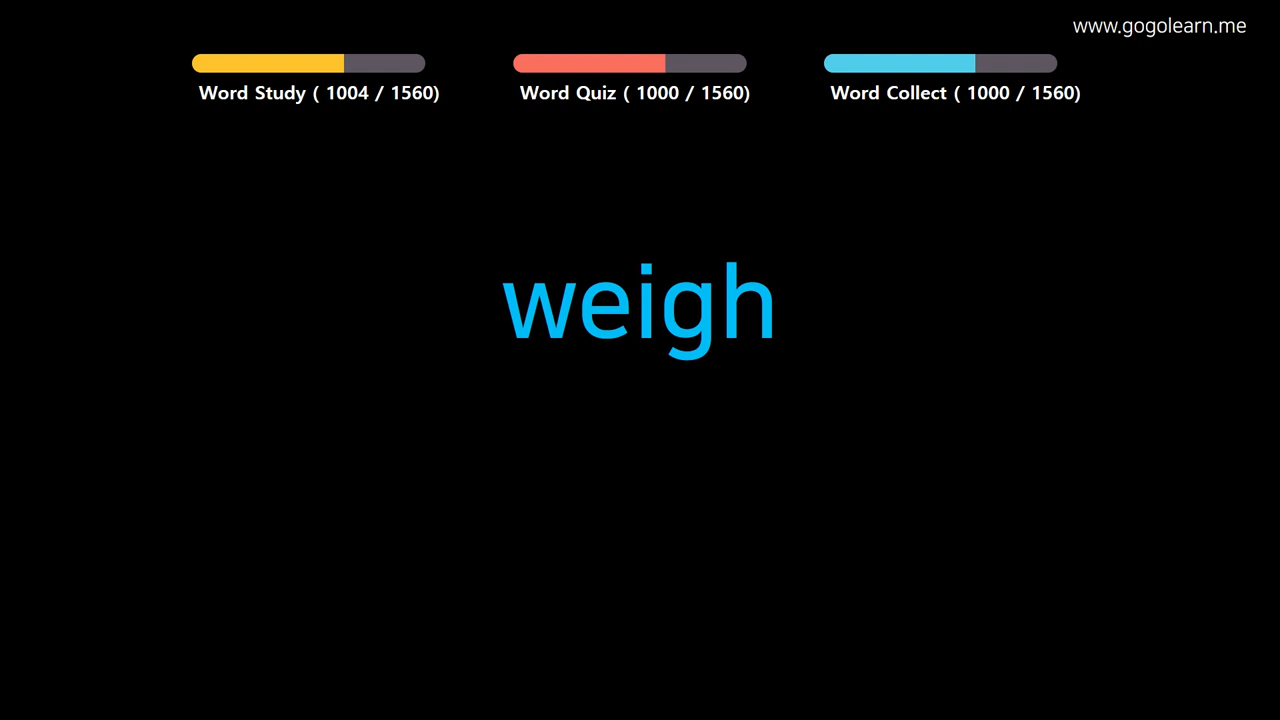 www.gogolearn.me
Word Study ( 1004 / 1560)
Word Quiz ( 1000 / 1560)
Word Collect ( 1000 / 1560)
weigh